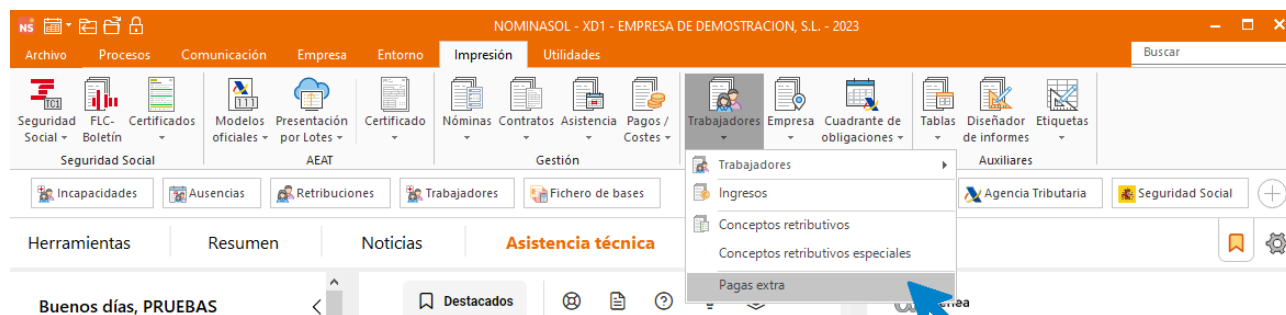 NS
NOMINASOL - XD1 - EMPRESA DE DEMOSTRACION, S.L. - 2023
Archivo Procesos Comunicación Empresa Entorno Impresión Utilidades Buscar
TC1 111
Seguridad FLC- Certificados Modelos Presentación Certificado Nóminas Contratos Asistencia Pagos / Trabajadores Empresa Cuadrante de Tablas Diseñador Etiquetas
Social Boletín oficiales por Lotes Costes obligaciones de informes
Seguridad Social AEAT Gestión Auxiliares
Trabajadores
Incapacidades Ausencias Retribuciones Trabajadores Fichero de bases Ingresos Agencia Tributaria Seguridad Social
Conceptos retributivos
Herramientas Resumen Noticias Asistencia técnica Conceptos retributivos especiales
Pagas extra
Buenos días, PRUEBAS Destacados